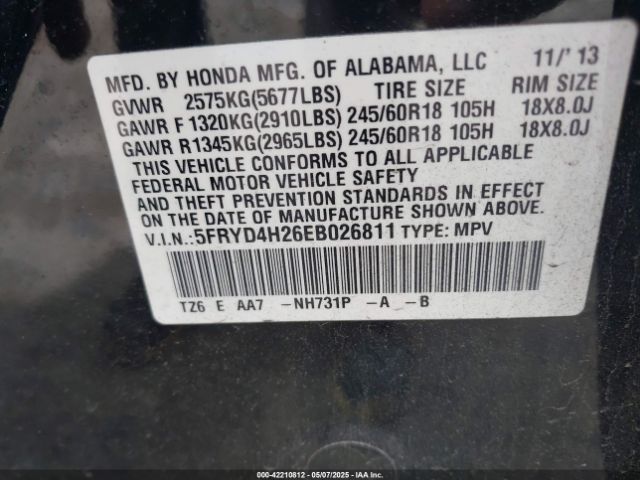 MFD. BY HONDA MFG. OF ALABAMA, LLC 11/' 13
GVWR 2575KG(5677LBS) TIRE SIZE RIM SIZE
GAWR F 1320KG(2910LBS) 245/60R18 105H 18X8.0J
GAWR R1345KG(2965LBS) 245/60R18 105H 18X8.0J
THIS VEHICLE CONFORMS TO ALL APPLICABLE
FEDERAL MOTOR VEHICLE SAFETY
AND THEFT PREVENTION STANDARDS IN EFFECT
ON THE DATE OF MANUFACTURE SHOWN ABOVE.
V.I.N.:5FRYD4H26EB026811 TYPE: MPV
TZ6 E AA7 -NH731P -A -B
000-42210812 - 05/07/2025 - IAAI.COM